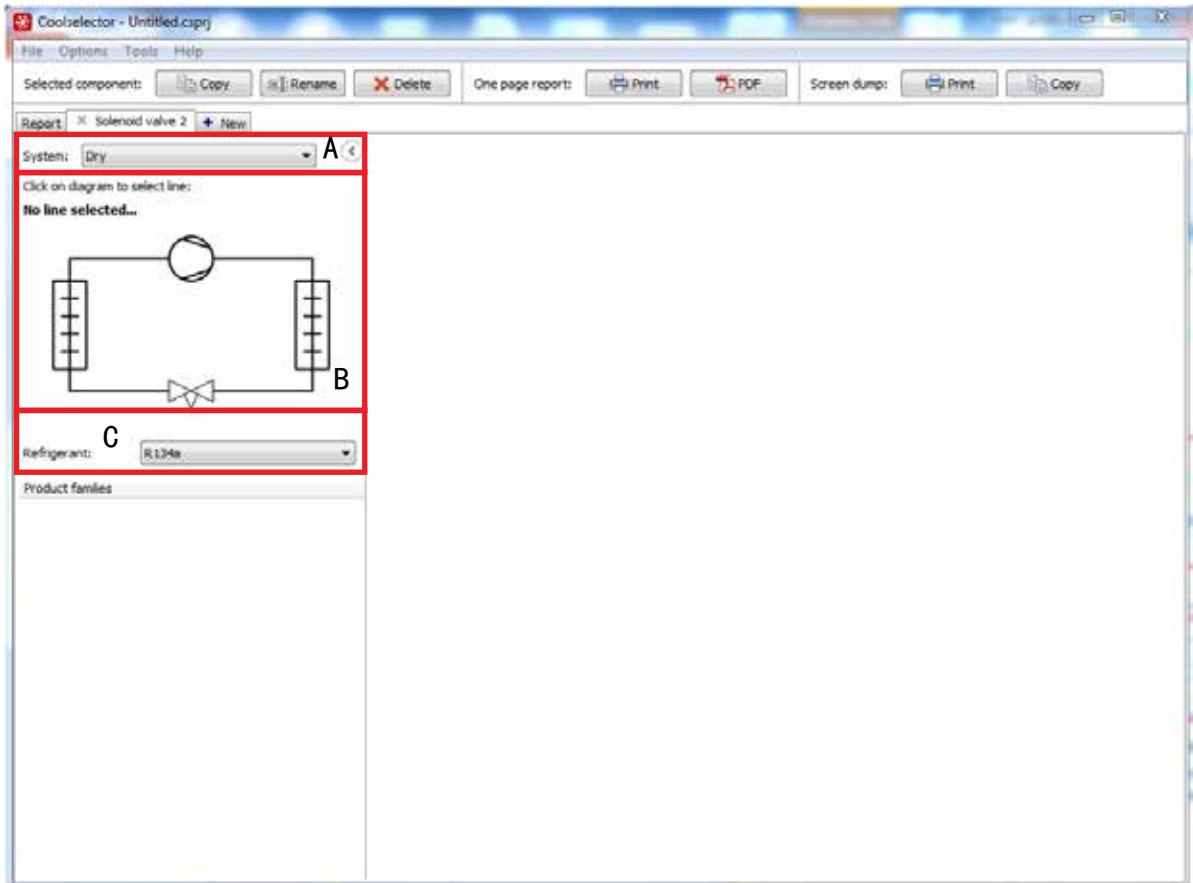 Coolselector - Untitled.csprj
File Options Tools Help
Selected component: Copy Rename Delete One page report: Print PDF Screen dump: Print Copy
Report Solenoid valve 2 + New
System: Dry A
Click on diagram to select line:
No line selected...
B
C
Refrigerant: R134a
Product families